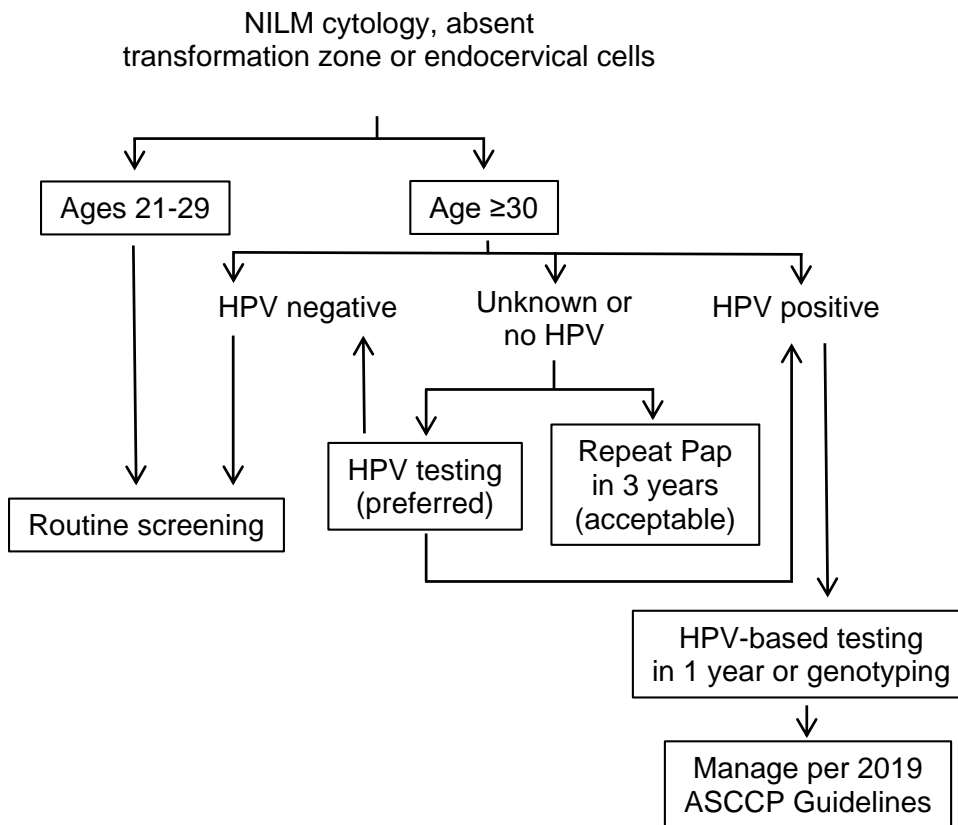 NILM cytology, absent
transformation zone or endocervical cells
Ages 21-29
Age ≥30
HPV negative
Unknown or
no HPV
HPV positive
HPV testing
(preferred)
Repeat Pap
in 3 years
(acceptable)
Routine screening
HPV-based testing
in 1 year or genotyping
Manage per 2019
ASCCP Guidelines